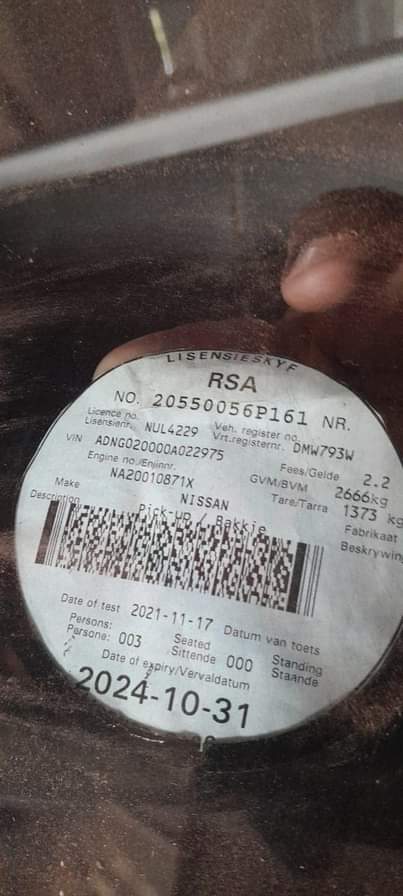 LISENSIESKYF
RSA
NO. 20550056P161 NR.
Licence no. Lisensienr. NUL4229 Veh. register no. Vrt.registernr. DMW793W
VIN ADNG020000A022975 Fees/Gelde 2.2
Engine no./Enjinnr. NA20010871X GVM/BVM 2666kg
NISSAN Tare/Tarra 1373 kg
Make Fabrikaat
Description Pick-up / Bakkie Beskrywing
Date of test 2021-11-17 Datum van toets
Persons: Persone: 003 Seated Sittende 000 Standing Staande
Date of expiry/Vervaldatum
2024-10-31